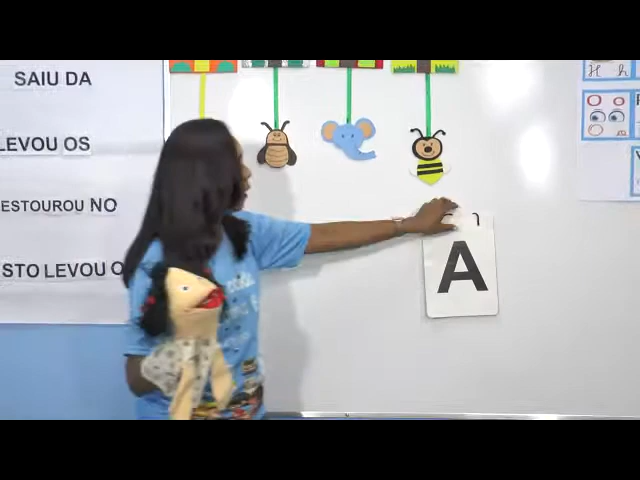 SAIU DA
LEVOU OS
ESTOUROU NO
STO LEVOU O
A
H h
O O